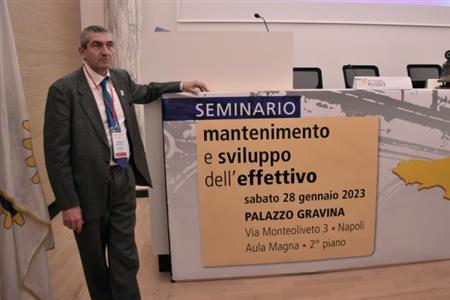 SEMINARIO
mantenimento
e sviluppo
dell'effettivo
sabato 28 gennaio 2023
PALAZZO GRAVINA
Via Monteoliveto 3 • Napoli
Aula Magna • 2° piano
RUSSO